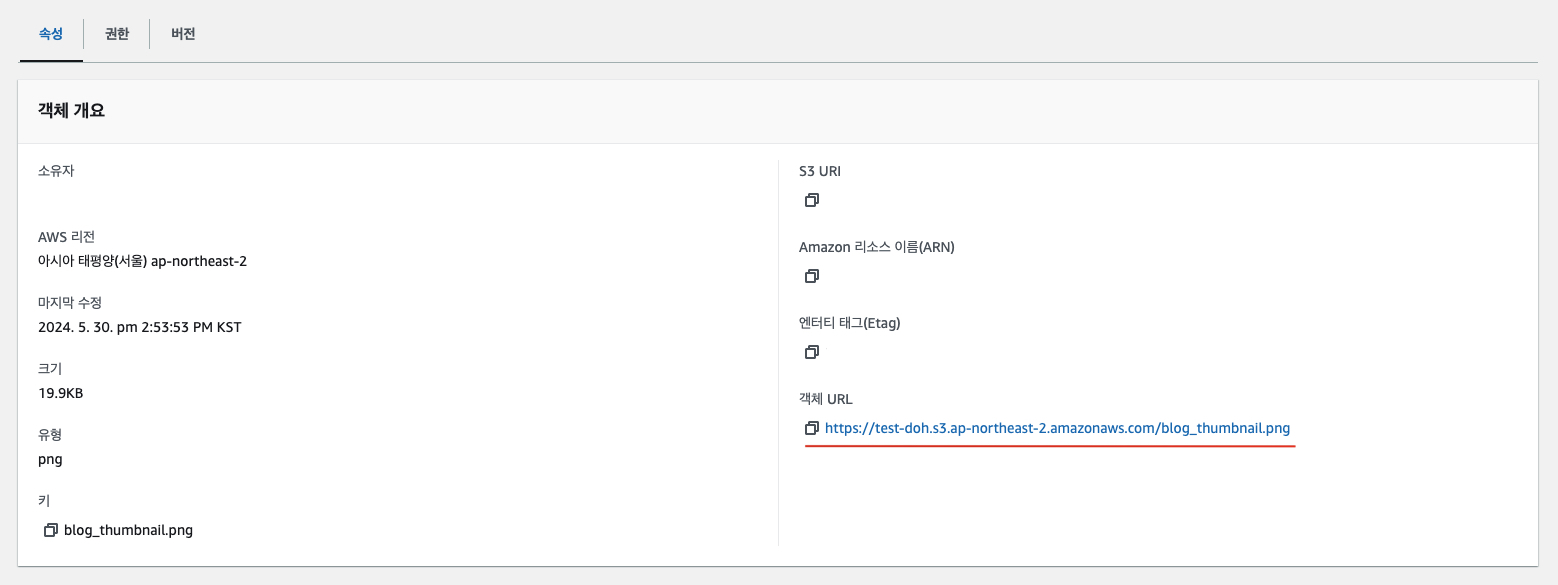 속성
권한
버전
객체 개요
소유자
AWS 리전
아시아 태평양(서울) ap-northeast-2
마지막 수정
2024. 5. 30. pm 2:53:53 PM KST
크기
19.9KB
유형
png
키
blog_thumbnail.png
S3 URI
Amazon 리소스 이름(ARN)
엔터티 태그(Etag)
객체 URL
https://test-doh.s3.ap-northeast-2.amazonaws.com/blog_thumbnail.png